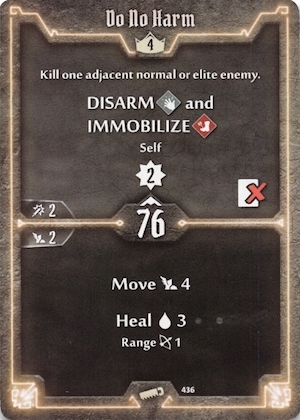 Do No Harm
4
Kill one adjacent normal or elite enemy.
DISARM and
IMMOBILIZE
Self
2
2
76
2
Move 4
Heal 3
Range 1
436